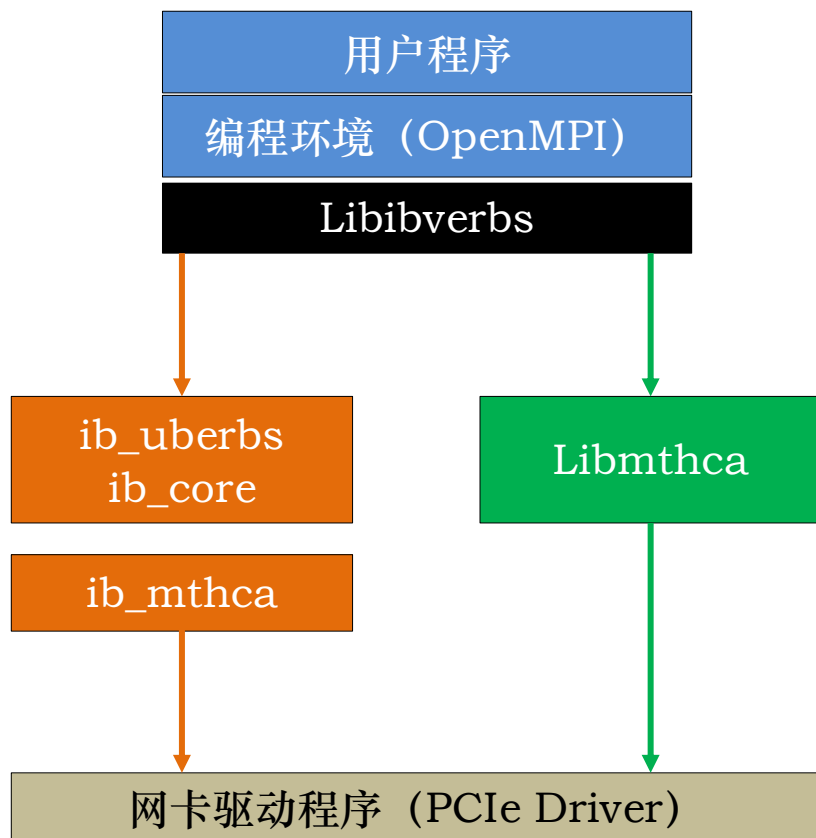 用户程序
编程环境（OpenMPI）
Libibverbs
ib_uberbs
ib_core
Libmthca
ib_mthca
网卡驱动程序（PCIe Driver）